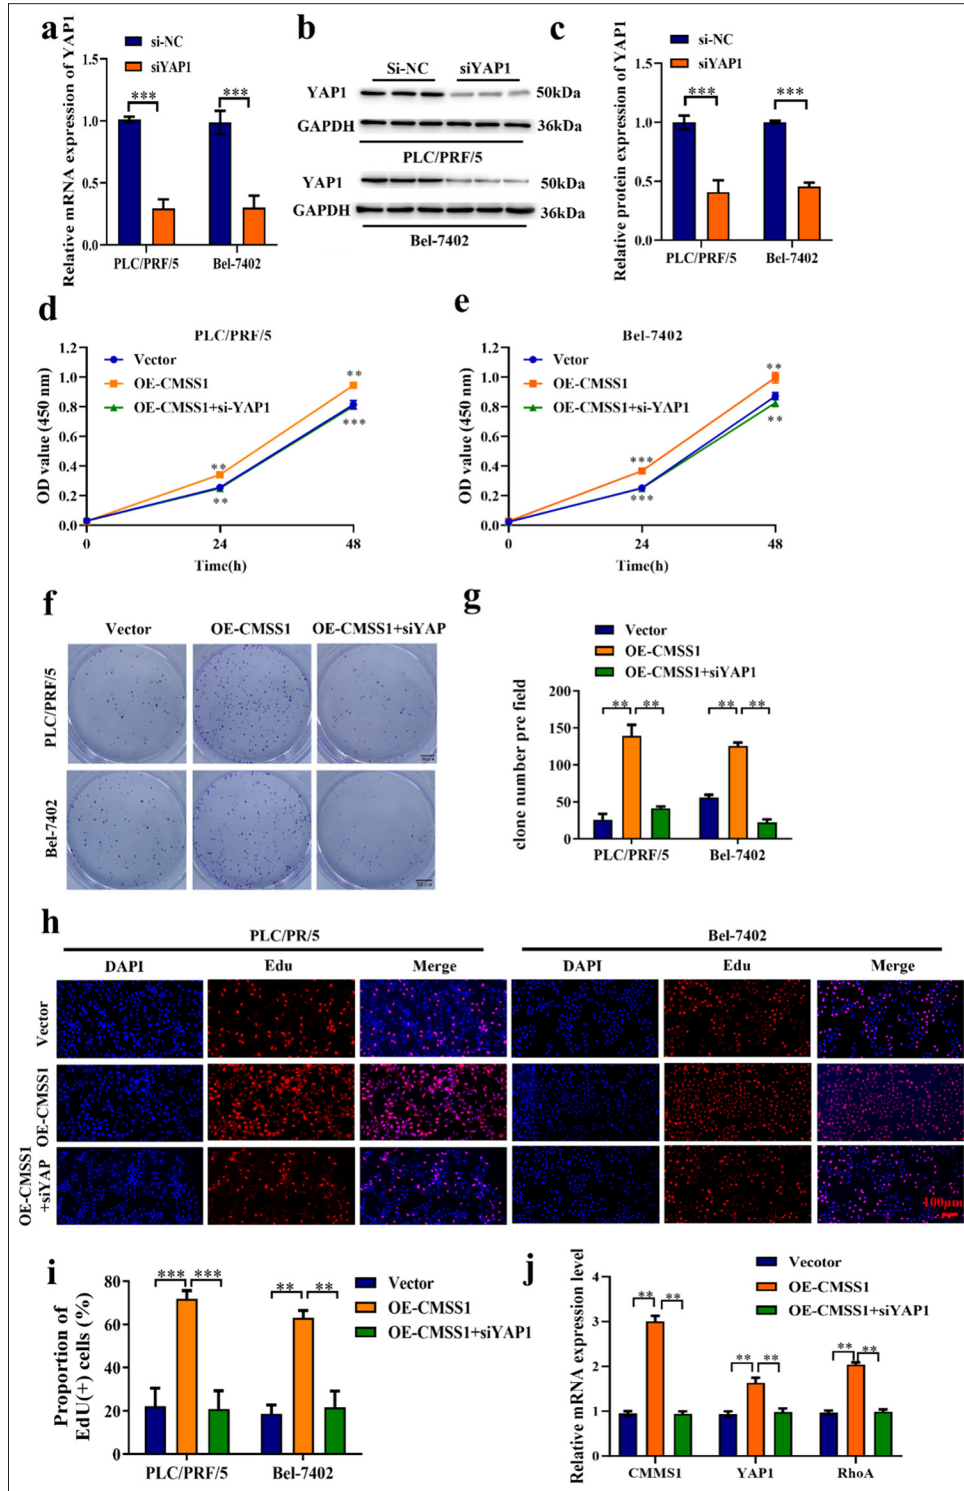 a
si-NC
siYAP1
Relative mRNA expression of YAP1
1.5
1.0
0.5
0.0
***
***
PLC/PRF/5
Bel-7402
b
Si-NC
siYAP1
YAP1
50kDa
GAPDH
36kDa
PLC/PRF/5
YAP1
50kDa
GAPDH
36kDa
Bel-7402
c
si-NC
siYAP1
Relative protein expression of YAP1
1.5
1.0
0.5
0.0
***
***
PLC/PRF/5
Bel-7402
d
PLC/PRF/5
Vector
OE-CMSS1
OE-CMSS1+si-YAP1
OD value (450 nm)
1.2
1.0
0.8
0.6
0.4
0.2
0.0
**
**
**
***
0
24
48
Time(h)
e
Bel-7402
Vctor
OE-CMSS1
OE-CMSS1+si-YAP1
OD value (450 nm)
1.2
1.0
0.8
0.6
0.4
0.2
0.0
***
***
**
**
0
24
48
Time(h)
f
Vector
OE-CMSS1
OE-CMSS1+siYAP
PLC/PRF/5
Bel-7402
g
Vector
OE-CMSS1
OE-CMSS1+siYAP1
clone number pre field
200
150
100
50
0
** **
** **
PLC/PRF/5
Bel-7402
h
PLC/PR/5
Bel-7402
DAPI
Edu
Merge
DAPI
Edu
Merge
Vector
OE-CMSS1
OE-CMSS1
+siYAP
100μm
i
Vector
OE-CMSS1
OE-CMSS1+siYAP1
Proportion of
EdU(+) cells (%)
80
60
40
20
0
*** ***
** **
PLC/PRF/5
Bel-7402
j
Vecotor
OE-CMSS1
OE-CMSS1+siYAP1
Relative mRNA expression level
4
3
2
1
0
** **
** **
** **
CMMS1
YAP1
RhoA